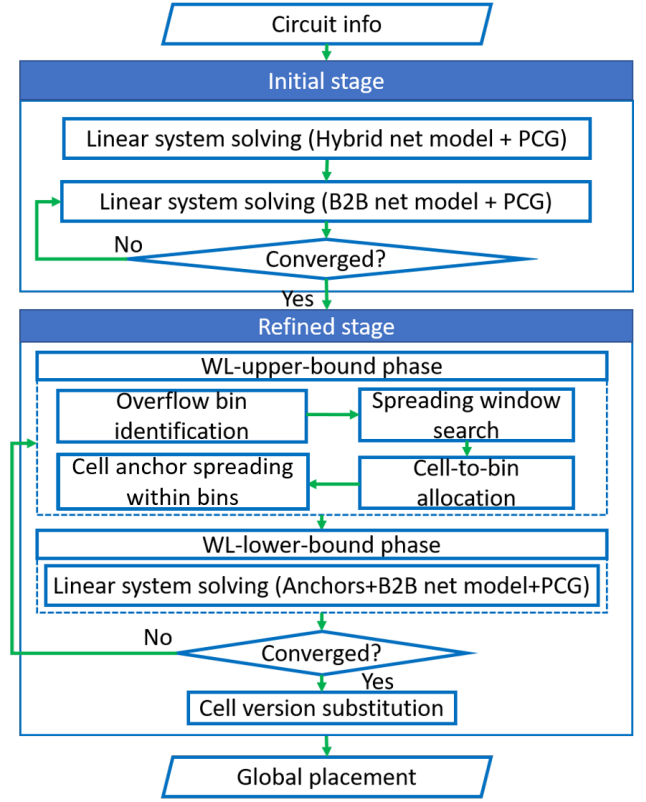 Circuit info
Initial stage
Linear system solving (Hybrid net model + PCG)
Linear system solving (B2B net model + PCG)
No
Converged?
Yes
Refined stage
WL-upper-bound phase
Overflow bin
identification
Spreading window
search
Cell anchor spreading
within bins
Cell-to-bin
allocation
WL-lower-bound phase
Linear system solving (Anchors+B2B net model+PCG)
No
Converged?
Yes
Cell version substitution
Global placement